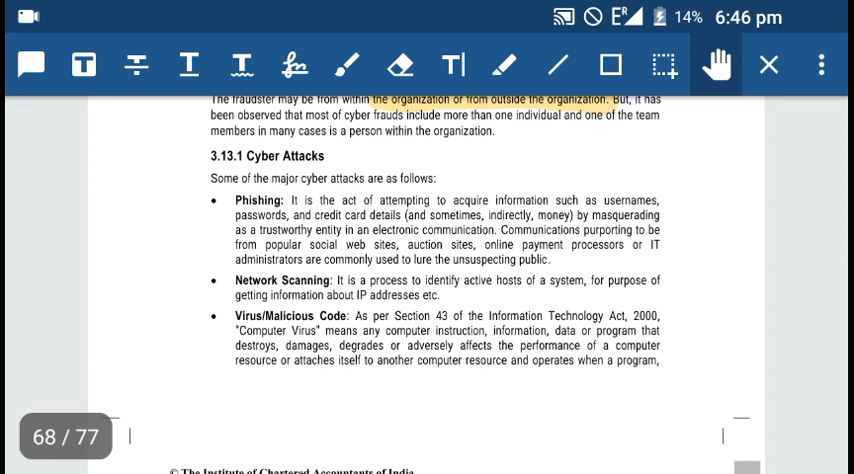 ER 14% 6:46 pm
The fraudster may be from within the organization or from outside the organization. But, it has
been observed that most of cyber frauds include more than one individual and one of the team
members in many cases is a person within the organization.
3.13.1 Cyber Attacks
Some of the major cyber attacks are as follows:
• Phishing: It is the act of attempting to acquire information such as usernames,
passwords, and credit card details (and sometimes, indirectly, money) by masquerading
as a trustworthy entity in an electronic communication. Communications purporting to be
from popular social web sites, auction sites, online payment processors or IT
administrators are commonly used to lure the unsuspecting public.
• Network Scanning: It is a process to identify active hosts of a system, for purpose of
getting information about IP addresses etc.
• Virus/Malicious Code: As per Section 43 of the Information Technology Act, 2000,
"Computer Virus" means any computer instruction, information, data or program that
destroys, damages, degrades or adversely affects the performance of a computer
resource or attaches itself to another computer resource and operates when a program,
68 / 77
© The Institute of Chartered Accountants of India